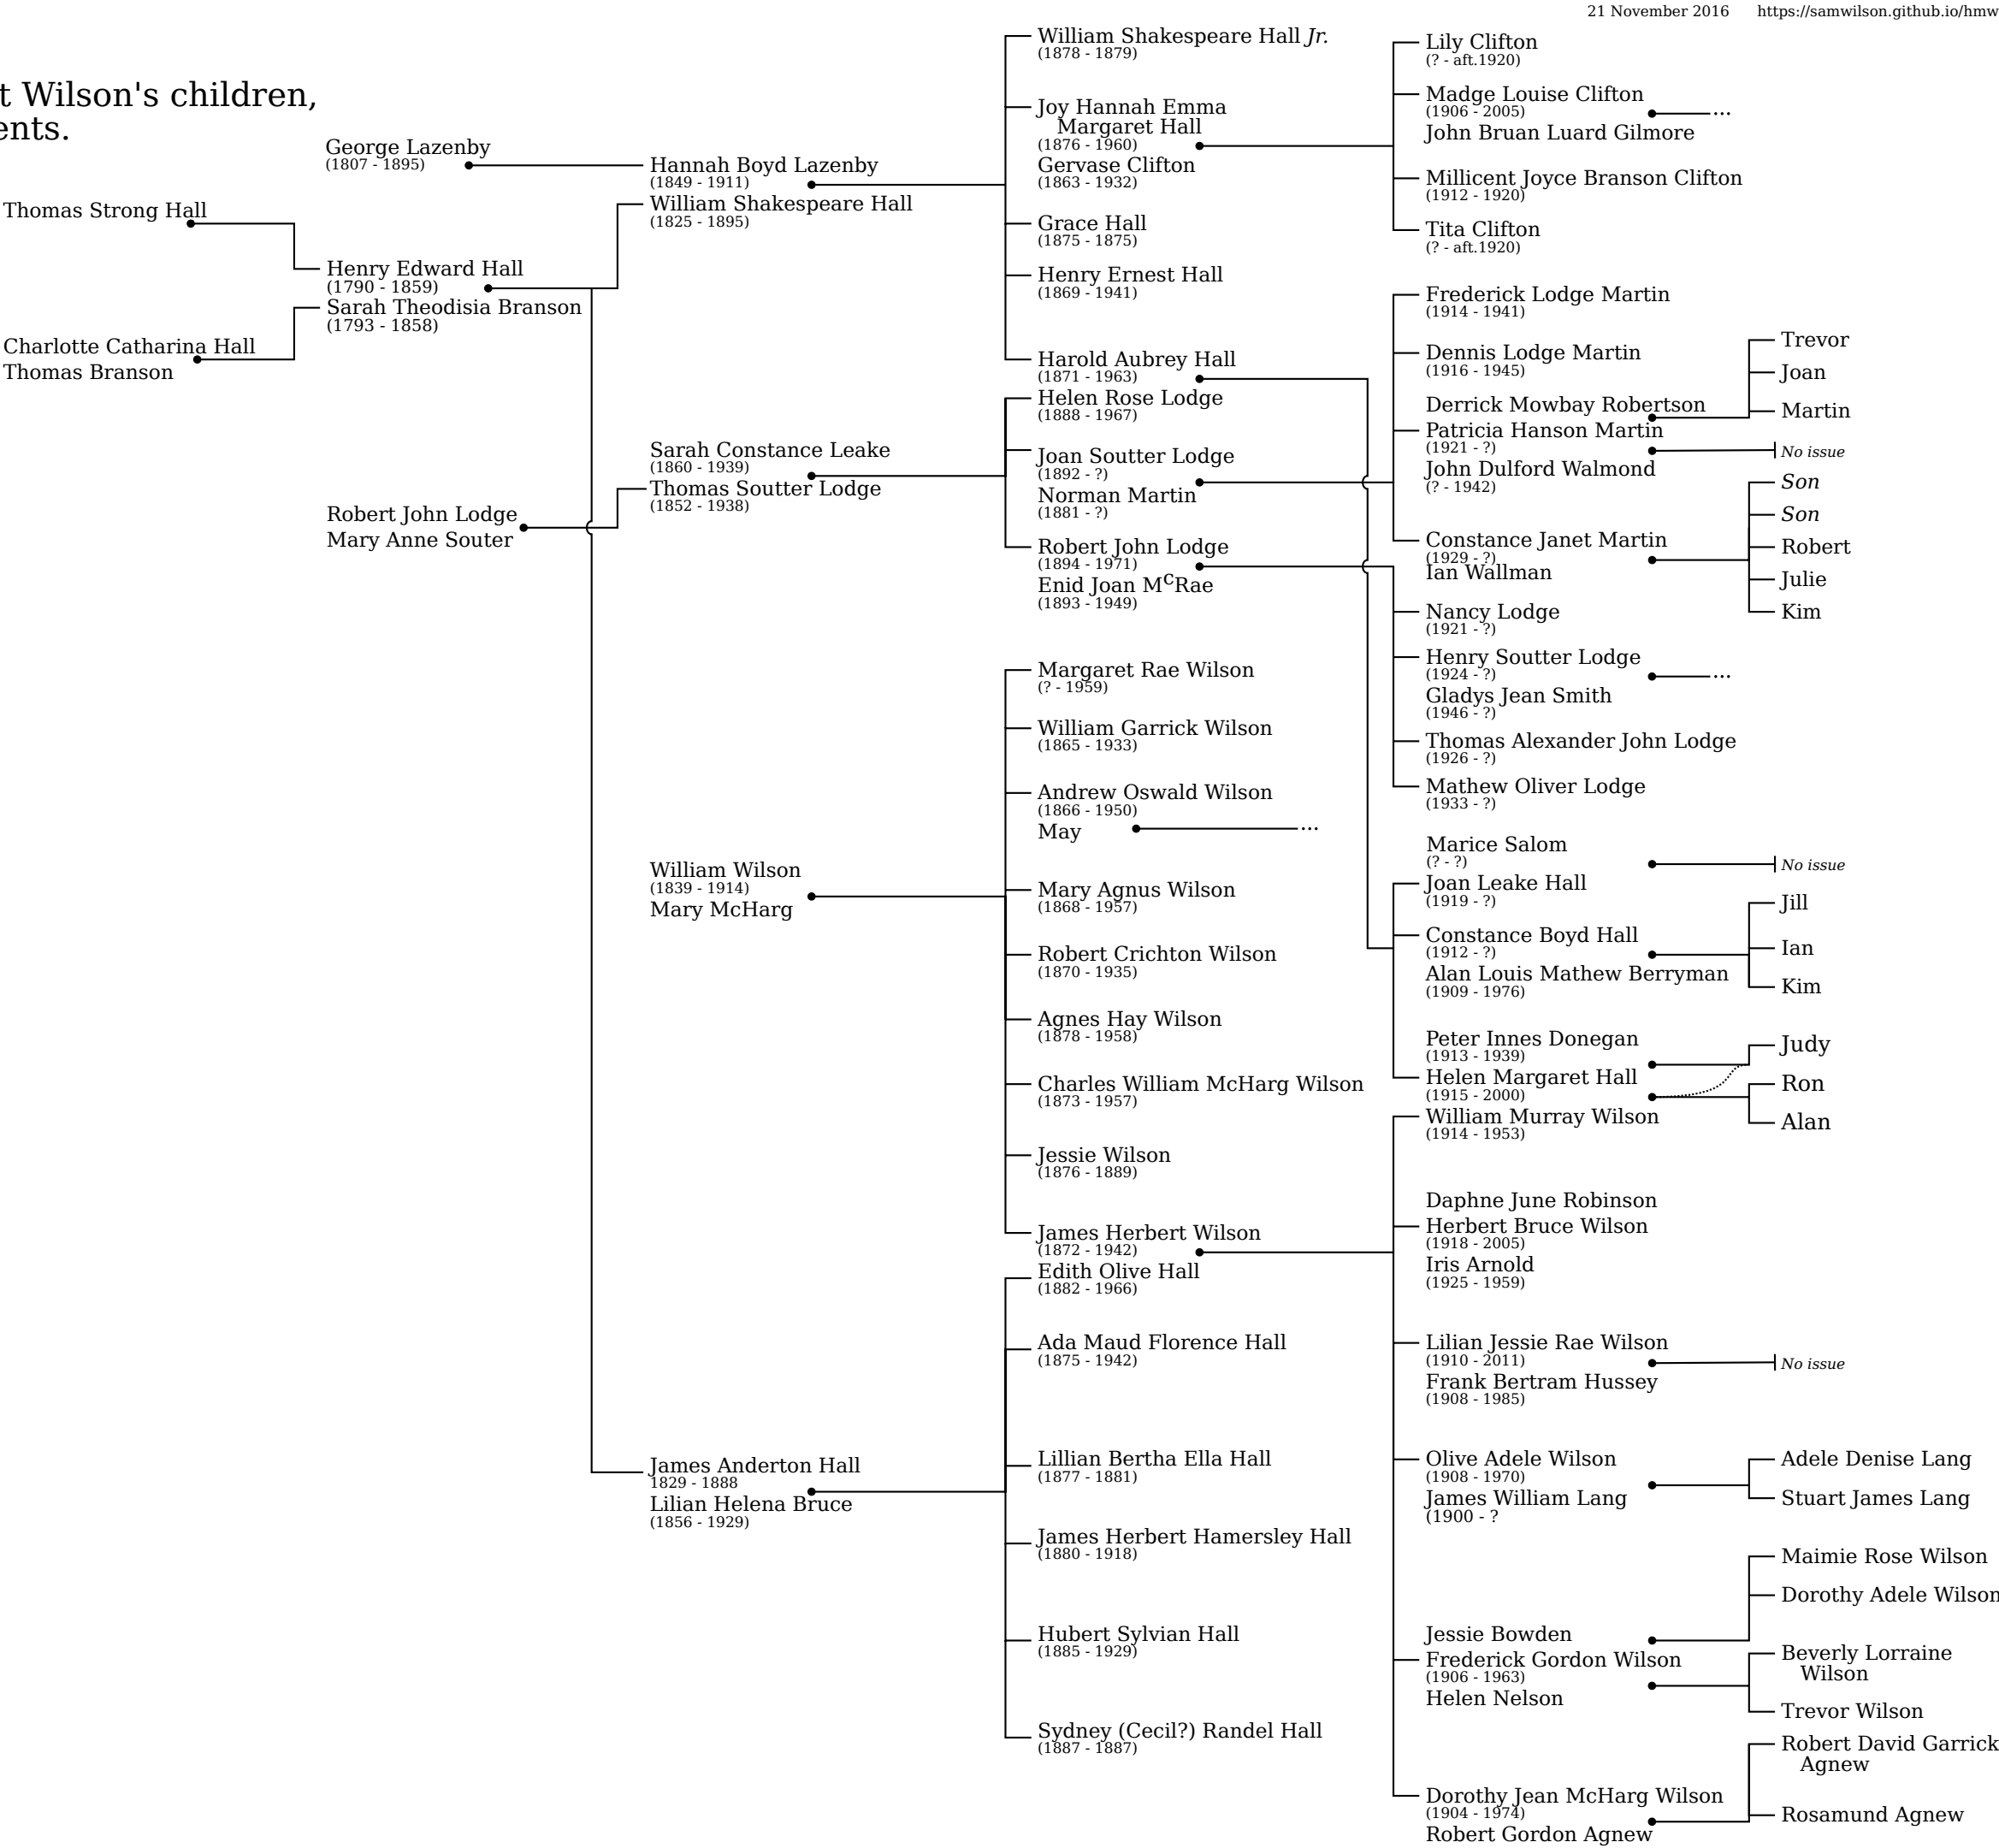 21 November 2016 https://samwilson.github.io/hmw
t Wilson's children,
ents.
Thomas Strong Hall
Charlotte Catharina Hall
Thomas Branson
George Lazenby
(1807 - 1895)
Henry Edward Hall
(1790 - 1859)
Sarah Theodisia Branson
(1793 - 1858)
Robert John Lodge
Mary Anne Souter
Hannah Boyd Lazenby
(1849 - 1911)
William Shakespeare Hall
(1825 - 1895)
Sarah Constance Leake
(1860 - 1939)
Thomas Soutter Lodge
(1852 - 1938)
William Wilson
(1839 - 1914)
Mary McHarg
James Anderton Hall
1829 - 1888
Lilian Helena Bruce
(1856 - 1929)
William Shakespeare Hall Jr.
(1878 - 1879)
Joy Hannah Emma
Margaret Hall
(1876 - 1960)
Gervase Clifton
(1863 - 1932)
Grace Hall
(1875 - 1875)
Henry Ernest Hall
(1869 - 1941)
Harold Aubrey Hall
(1871 - 1963)
Helen Rose Lodge
(1888 - 1967)
Joan Soutter Lodge
(1892 - ?)
Norman Martin
(1881 - ?)
Robert John Lodge
(1894 - 1971)
Enid Joan McRae
(1893 - 1949)
Margaret Rae Wilson
(? - 1959)
William Garrick Wilson
(1865 - 1933)
Andrew Oswald Wilson
(1866 - 1950)
May ...
Mary Agnus Wilson
(1868 - 1957)
Robert Crichton Wilson
(1870 - 1935)
Agnes Hay Wilson
(1878 - 1958)
Charles William McHarg Wilson
(1873 - 1957)
Jessie Wilson
(1876 - 1889)
James Herbert Wilson
(1872 - 1942)
Edith Olive Hall
(1882 - 1966)
Ada Maud Florence Hall
(1875 - 1942)
Lillian Bertha Ella Hall
(1877 - 1881)
James Herbert Hamersley Hall
(1880 - 1918)
Hubert Sylvian Hall
(1885 - 1929)
Sydney (Cecil?) Randel Hall
(1887 - 1887)
Lily Clifton
(? - aft.1920)
Madge Louise Clifton
(1906 - 2005) ...
John Bruan Luard Gilmore
Millicent Joyce Branson Clifton
(1912 - 1920)
Tita Clifton
(? - aft.1920)
Frederick Lodge Martin
(1914 - 1941)
Dennis Lodge Martin
(1916 - 1945)
Derrick Mowbay Robertson
Patricia Hanson Martin
(1921 - ?)
John Dulford Walmond
(? - 1942)
Constance Janet Martin
(1929 - ?)
Ian Wallman
Nancy Lodge
(1921 - ?)
Henry Soutter Lodge
(1924 - ?) ...
Gladys Jean Smith
(1946 - ?)
Thomas Alexander John Lodge
(1926 - ?)
Mathew Oliver Lodge
(1933 - ?)
Marice Salom
(? - ?)
Joan Leake Hall
(1919 - ?)
Constance Boyd Hall
(1912 - ?)
Alan Louis Mathew Berryman
(1909 - 1976)
Peter Innes Donegan
(1913 - 1939)
Helen Margaret Hall
(1915 - 2000)
William Murray Wilson
(1914 - 1953)
Daphne June Robinson
Herbert Bruce Wilson
(1918 - 2005)
Iris Arnold
(1925 - 1959)
Lilian Jessie Rae Wilson
(1910 - 2011)
Frank Bertram Hussey
(1908 - 1985)
Olive Adele Wilson
(1908 - 1970)
James William Lang
(1900 - ?
Jessie Bowden
Frederick Gordon Wilson
(1906 - 1963)
Helen Nelson
Dorothy Jean McHarg Wilson
(1904 - 1974)
Robert Gordon Agnew
Trevor
Joan
Martin
No issue
Son
Son
Robert
Julie
Kim
No issue
Jill
Ian
Kim
Judy
Ron
Alan
No issue
Adele Denise Lang
Stuart James Lang
Maimie Rose Wilson
Dorothy Adele Wilson
Beverly Lorraine
Wilson
Trevor Wilson
Robert David Garrick
Agnew
Rosamund Agnew